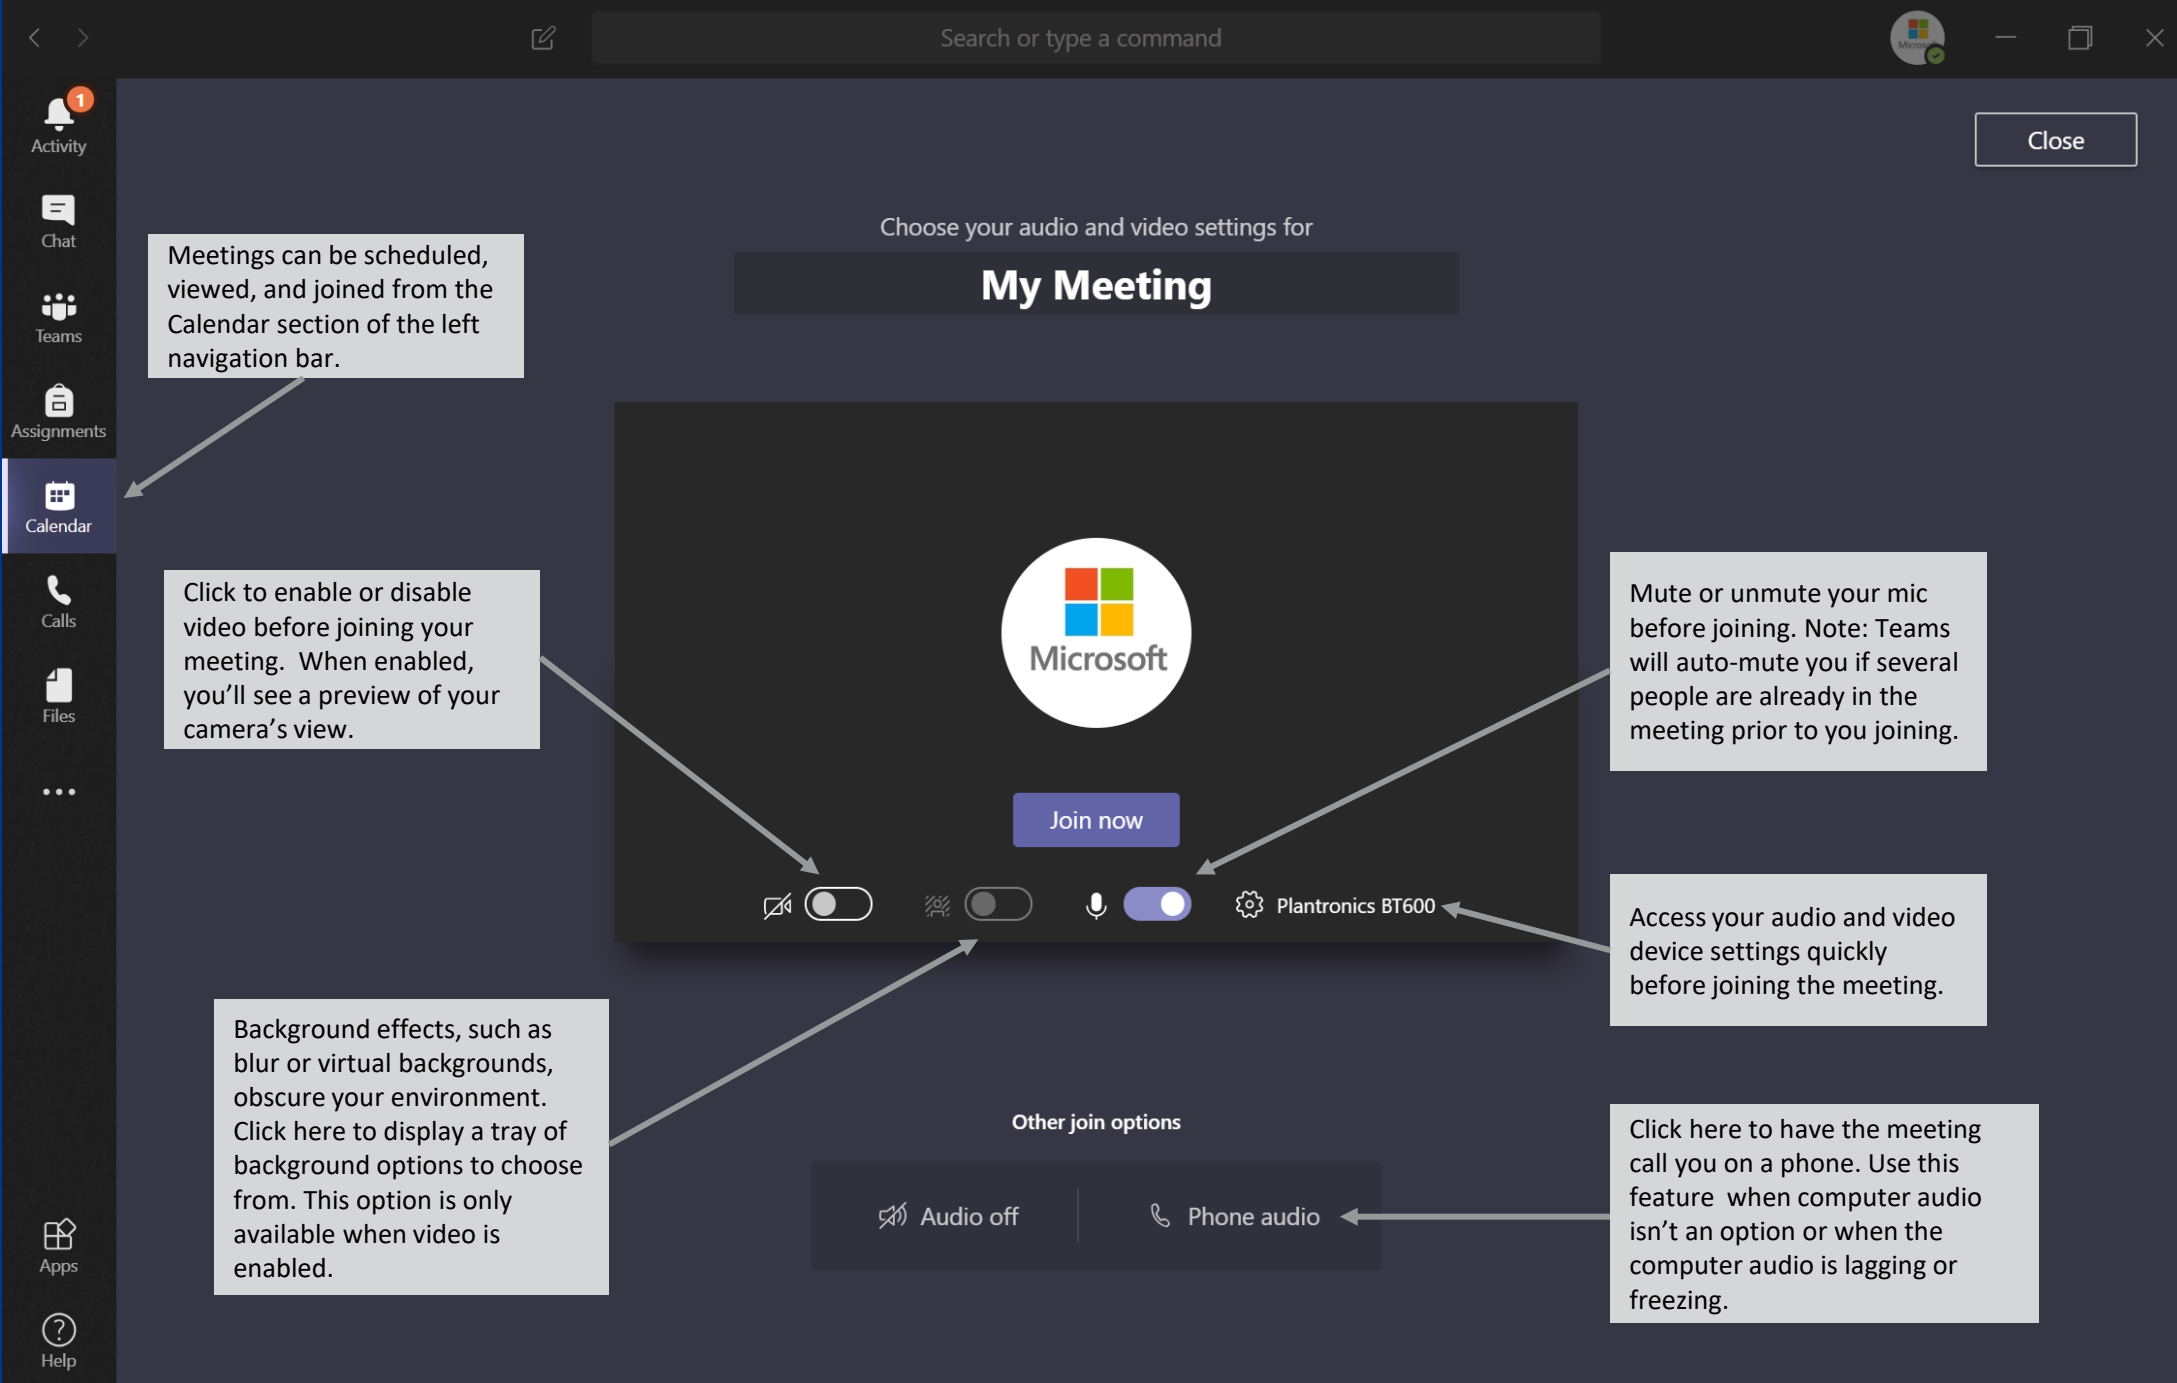 Search or type a command
1
Activity
Close
Chat
Choose your audio and video settings for
My Meeting
Meetings can be scheduled,
viewed, and joined from the
Calendar section of the left
navigation bar.
Teams
Assignments
Calendar
Calls
Files
Click to enable or disable
video before joining your
meeting.  When enabled,
you’ll see a preview of your
camera’s view.
Microsoft
Mute or unmute your mic
before joining. Note: Teams
will auto-mute you if several
people are already in the
meeting prior to you joining.
Join now
Plantronics BT600
Access your audio and video
device settings quickly
before joining the meeting.
Background effects, such as
blur or virtual backgrounds,
obscure your environment.
Click here to display a tray of
background options to choose
from. This option is only
available when video is
enabled.
Other join options
Audio off
Phone audio
Click here to have the meeting
call you on a phone. Use this
feature  when computer audio
isn’t an option or when the
computer audio is lagging or
freezing.
Apps
Help